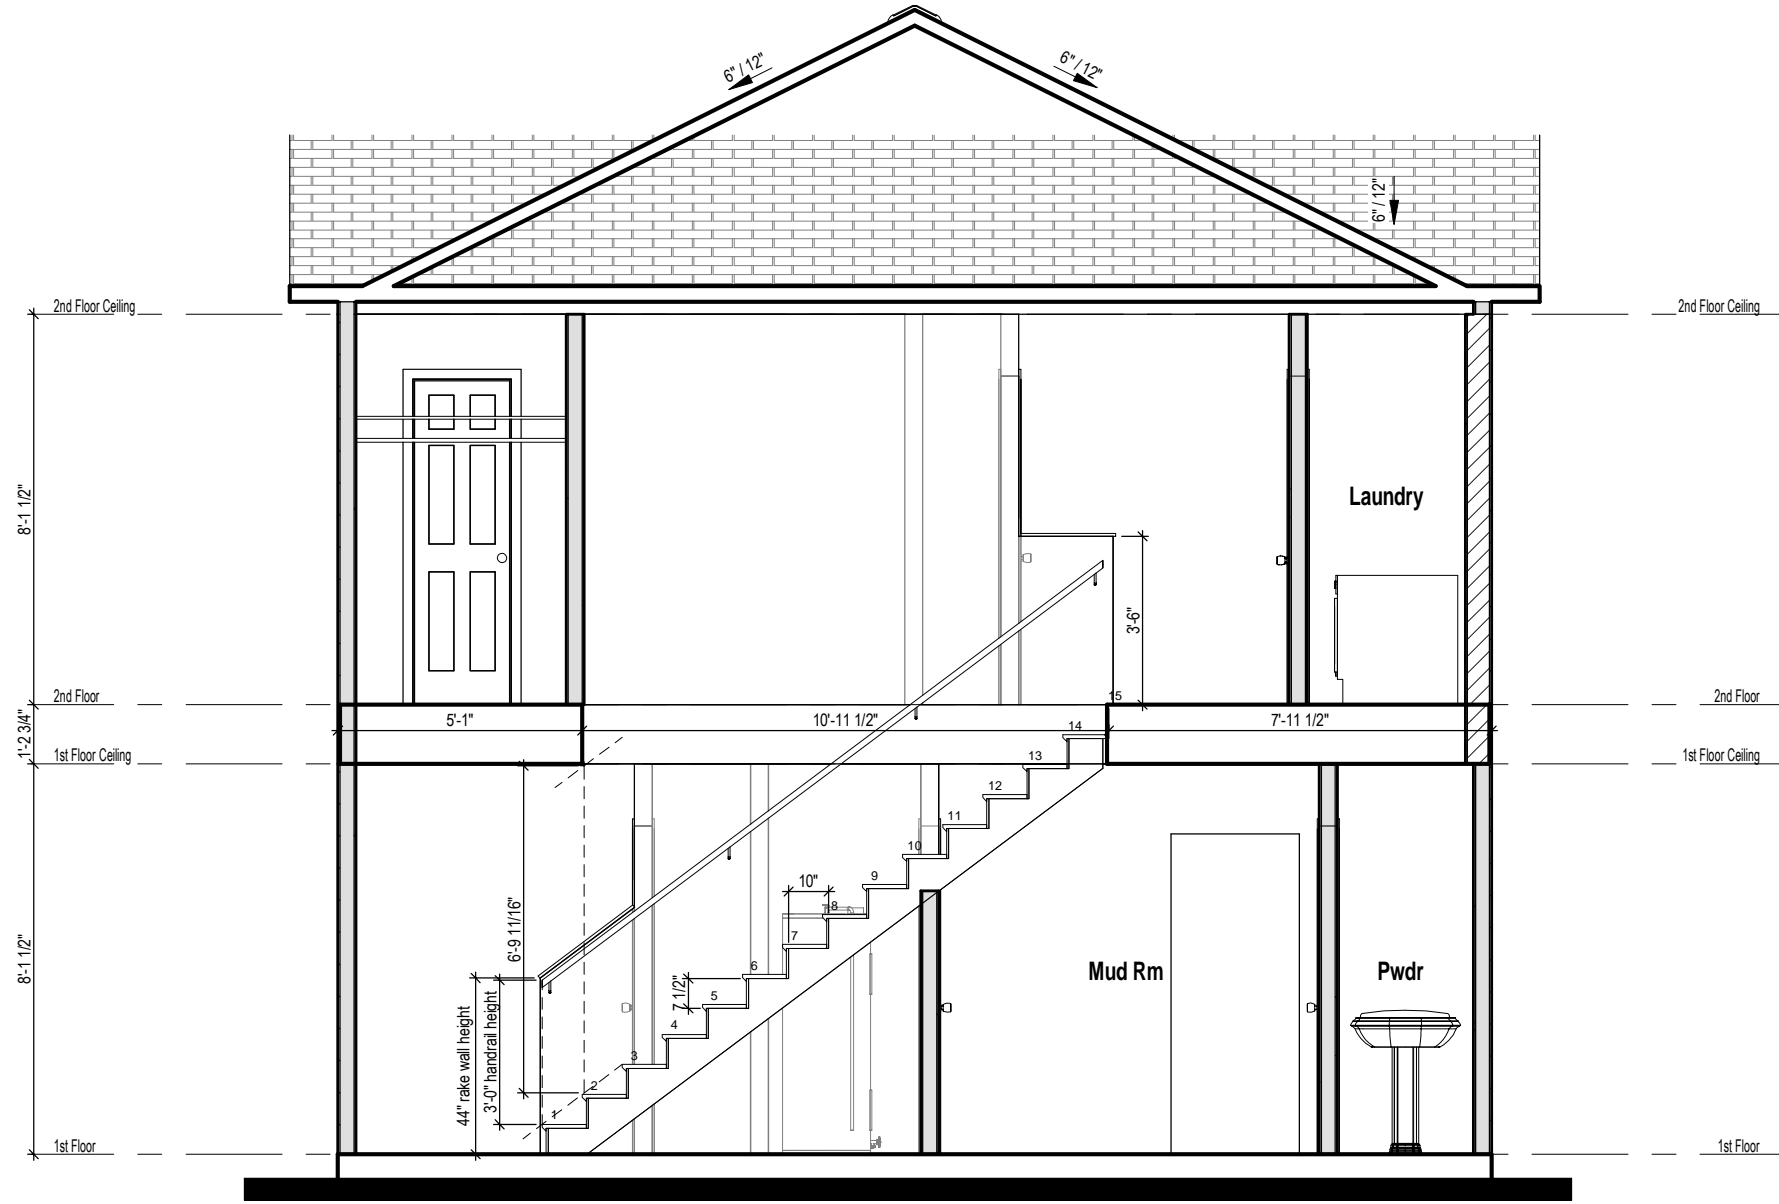 6" / 12"
6" / 12"
6" / 12"
2nd Floor Ceiling
2nd Floor Ceiling
8'-1 1/2"
Laundry
3'-6"
2nd Floor
15
2nd Floor
1'-2 3/4"
5'-1"
10'-11 1/2"
7'-11 1/2"
14
1st Floor Ceiling
13
1st Floor Ceiling
12
11
10
9
10"
8
6'-9 11/16"
7
8'-1 1/2"
6
Mud Rm
Pwdr
7 1/2"
5
44" rake wall height
3'-0" handrail height
4
3
2
1
1st Floor
1st Floor